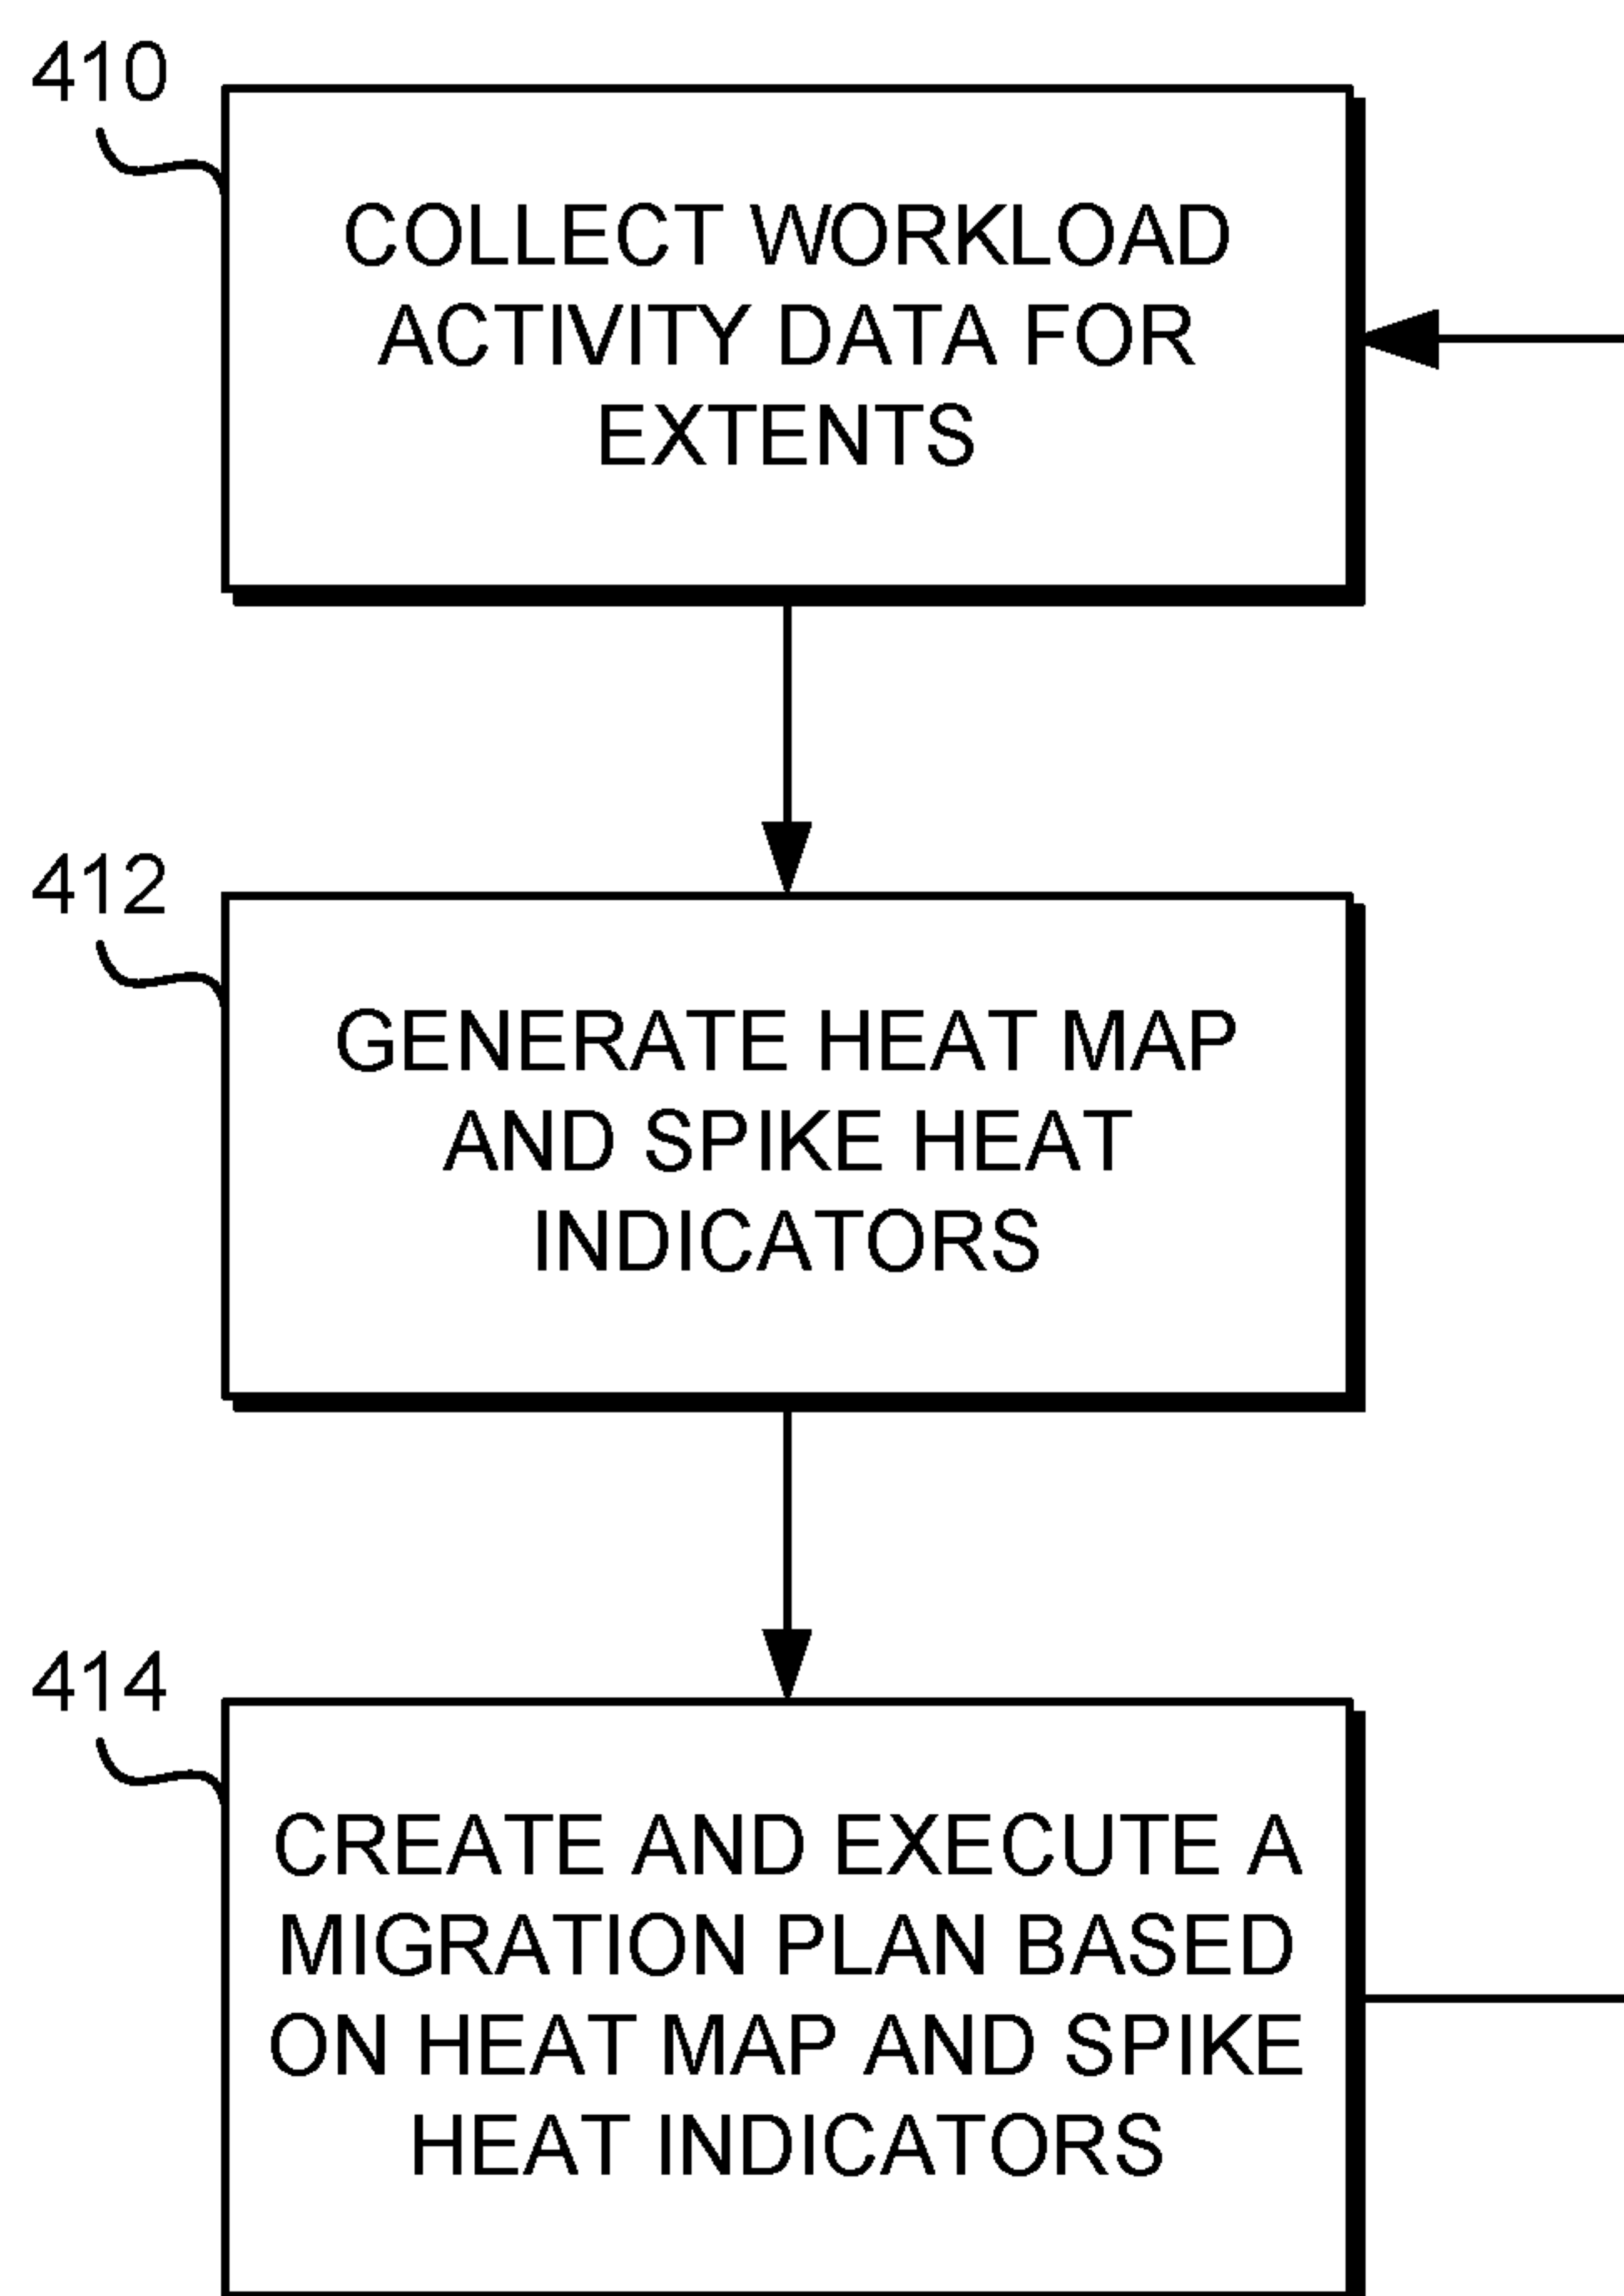 410
COLLECT WORKLOAD
ACTIVITY DATA FOR
EXTENTS
412
GENERATE HEAT MAP
AND SPIKE HEAT
INDICATORS
414
CREATE AND EXECUTE A
MIGRATION PLAN BASED
ON HEAT MAP AND SPIKE
HEAT INDICATORS